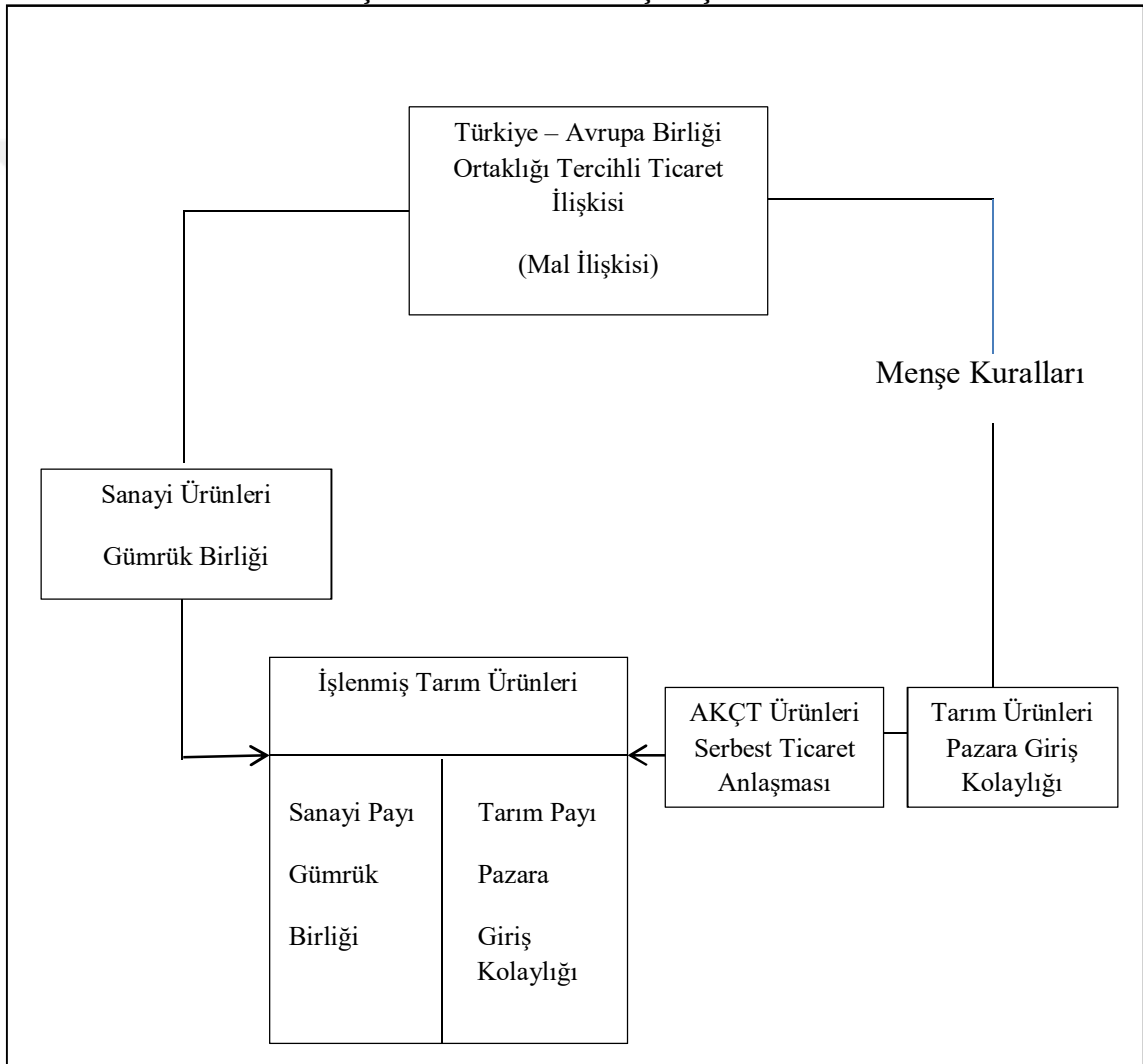 Türkiye – Avrupa Birliği
Ortaklığı Tercihli Ticaret
İlişkisi
(Mal İlişkisi)
Menşe Kuralları
Sanayi Ürünleri
Gümrük Birliği
İşlenmiş Tarım Ürünleri
Sanayi Payı
Gümrük
Birliği
Tarım Payı
Pazara
Giriş
Kolaylığı
AKÇT Ürünleri
Serbest Ticaret
Anlaşması
Tarım Ürünleri
Pazara Giriş
Kolaylığı